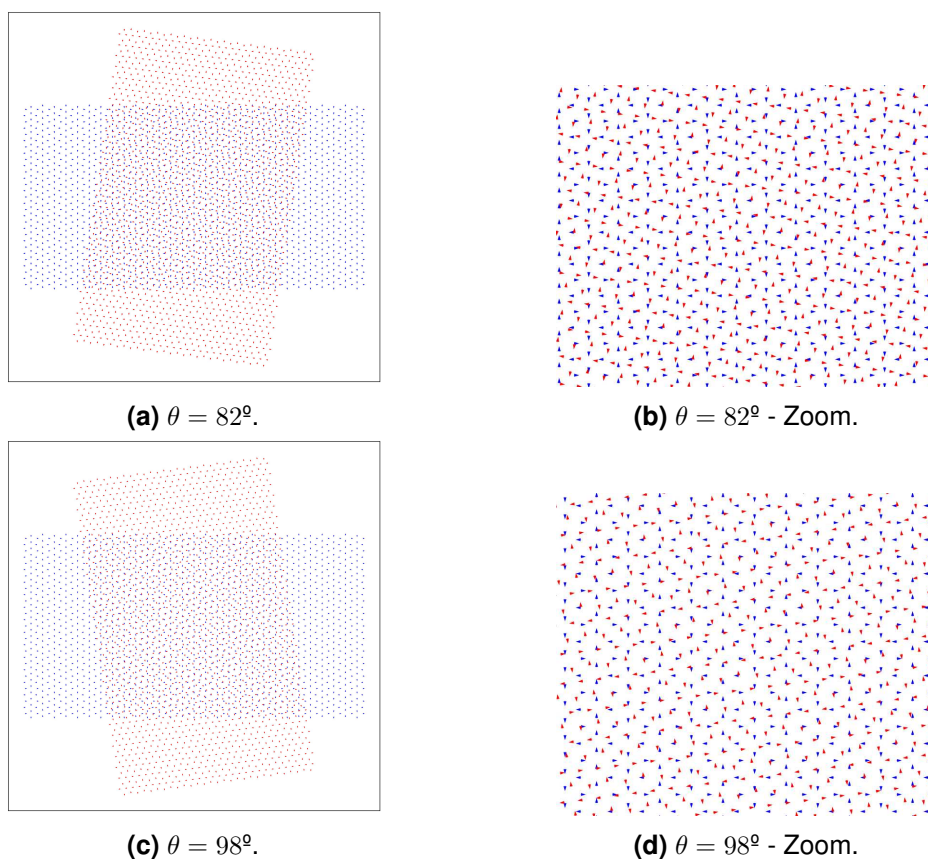 (a) θ = 82º.
(b) θ = 82º - Zoom.
(c) θ = 98º.
(d) θ = 98º - Zoom.